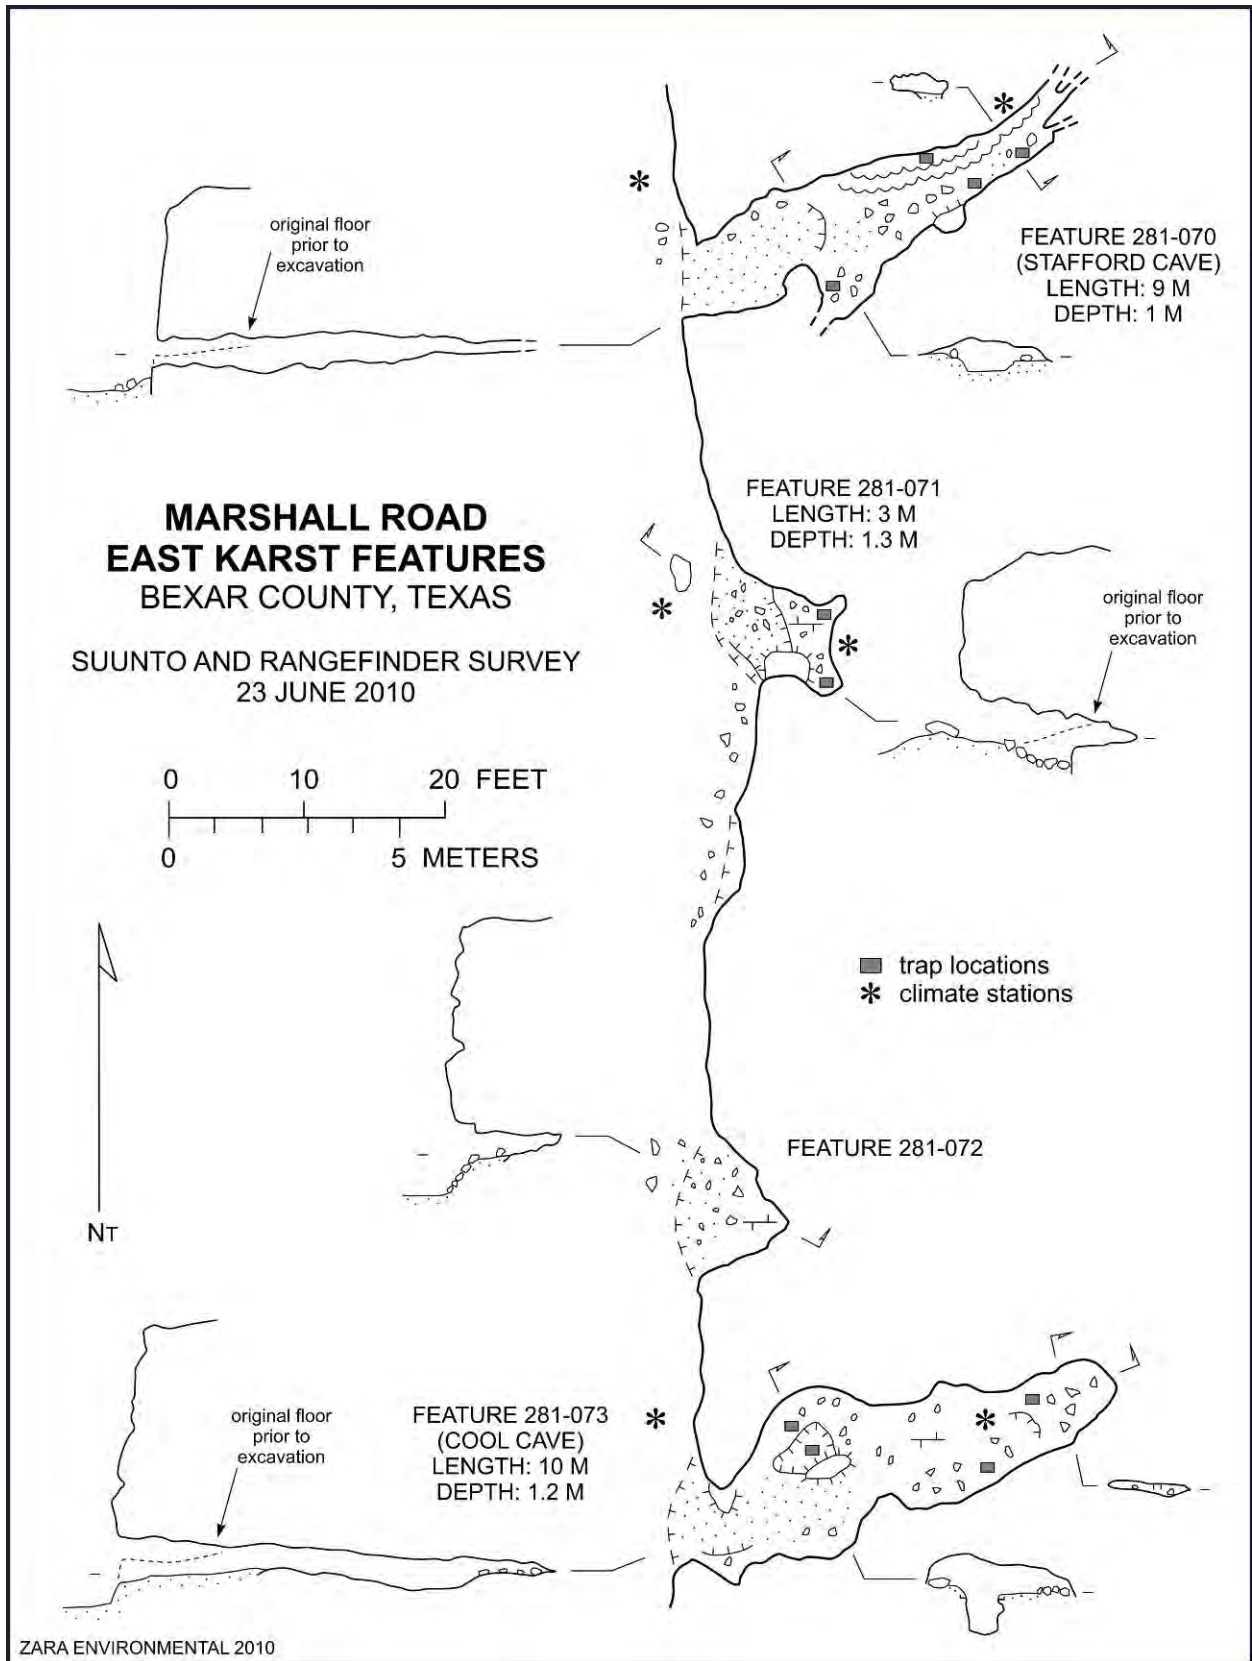 original floor
prior to
excavation
FEATURE 281-070
(STAFFORD CAVE)
LENGTH: 9 M
DEPTH: 1 M
MARSHALL ROAD
EAST KARST FEATURES
BEXAR COUNTY, TEXAS
SUUNTO AND RANGEFINDER SURVEY
23 JUNE 2010
FEATURE 281-071
LENGTH: 3 M
DEPTH: 1.3 M
original floor
prior to
excavation
0 10 20 FEET
0 5 METERS
trap locations
climate stations
NT
FEATURE 281-072
original floor
prior to
excavation
FEATURE 281-073
(COOL CAVE)
LENGTH: 10 M
DEPTH: 1.2 M
ZARA ENVIRONMENTAL 2010